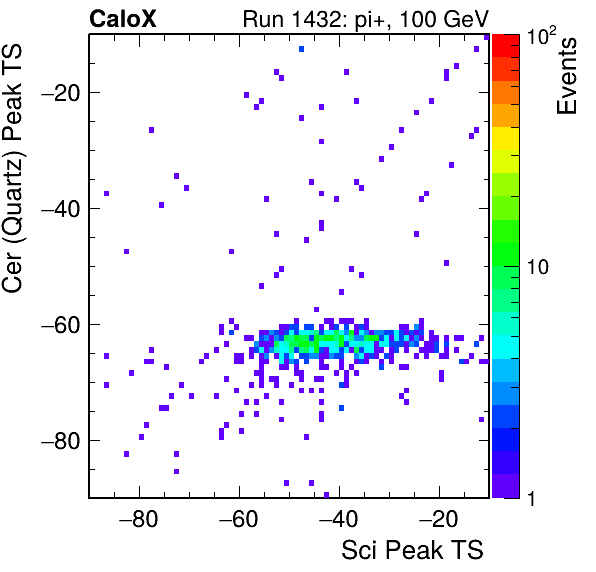 CaloX Run 1432: pi+, 100 GeV
Cer (Quartz) Peak TS
−20
−40
−60
−80
−80 −60 −40 −20
Sci Peak TS
10²
10
1
Events